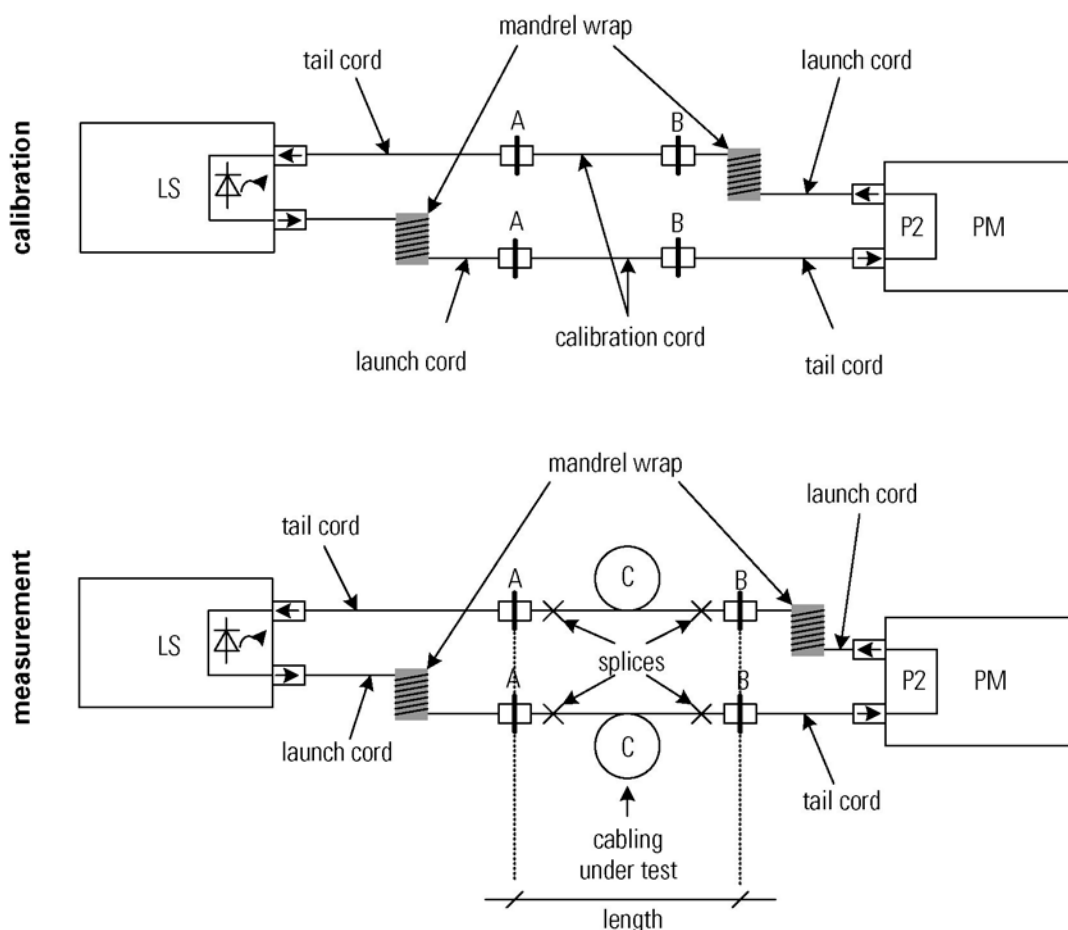 calibration
mandrel wrap
tail cord
launch cord
A
B
LS
P2
PM
A
B
launch cord
calibration cord
tail cord
measurement
mandrel wrap
launch cord
tail cord
C
A
B
LS
splices
A
B
P2
PM
launch cord
C
tail cord
cabling
under test
length